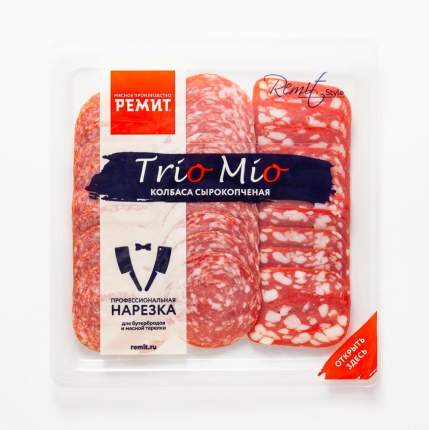 МЯСНОЕ ПРОИЗВОДСТВО
РЕМИТ
Remit
Style
Trio Mio
КОЛБАСА СЫРОКОПЧЕНАЯ
ПРОФЕССИОНАЛЬНАЯ
НАРЕЗКА
для бутербродов
и мясной тарелки
remit.ru
ОТКРЫТЬ
ЗДЕСЬ